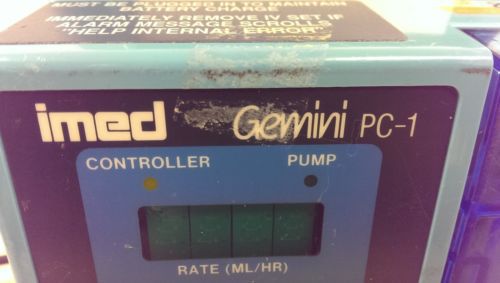 MUST BE PLUGGED IN TO MAINTAIN
BATTERY CHARGE
IMMEDIATELY REMOVE IV SET IF
ALARM MESSAGE SCROLLS
"HELP INTERNAL ERROR"
imed Gemini PC-1
CONTROLLER PUMP
RATE (ML/HR)